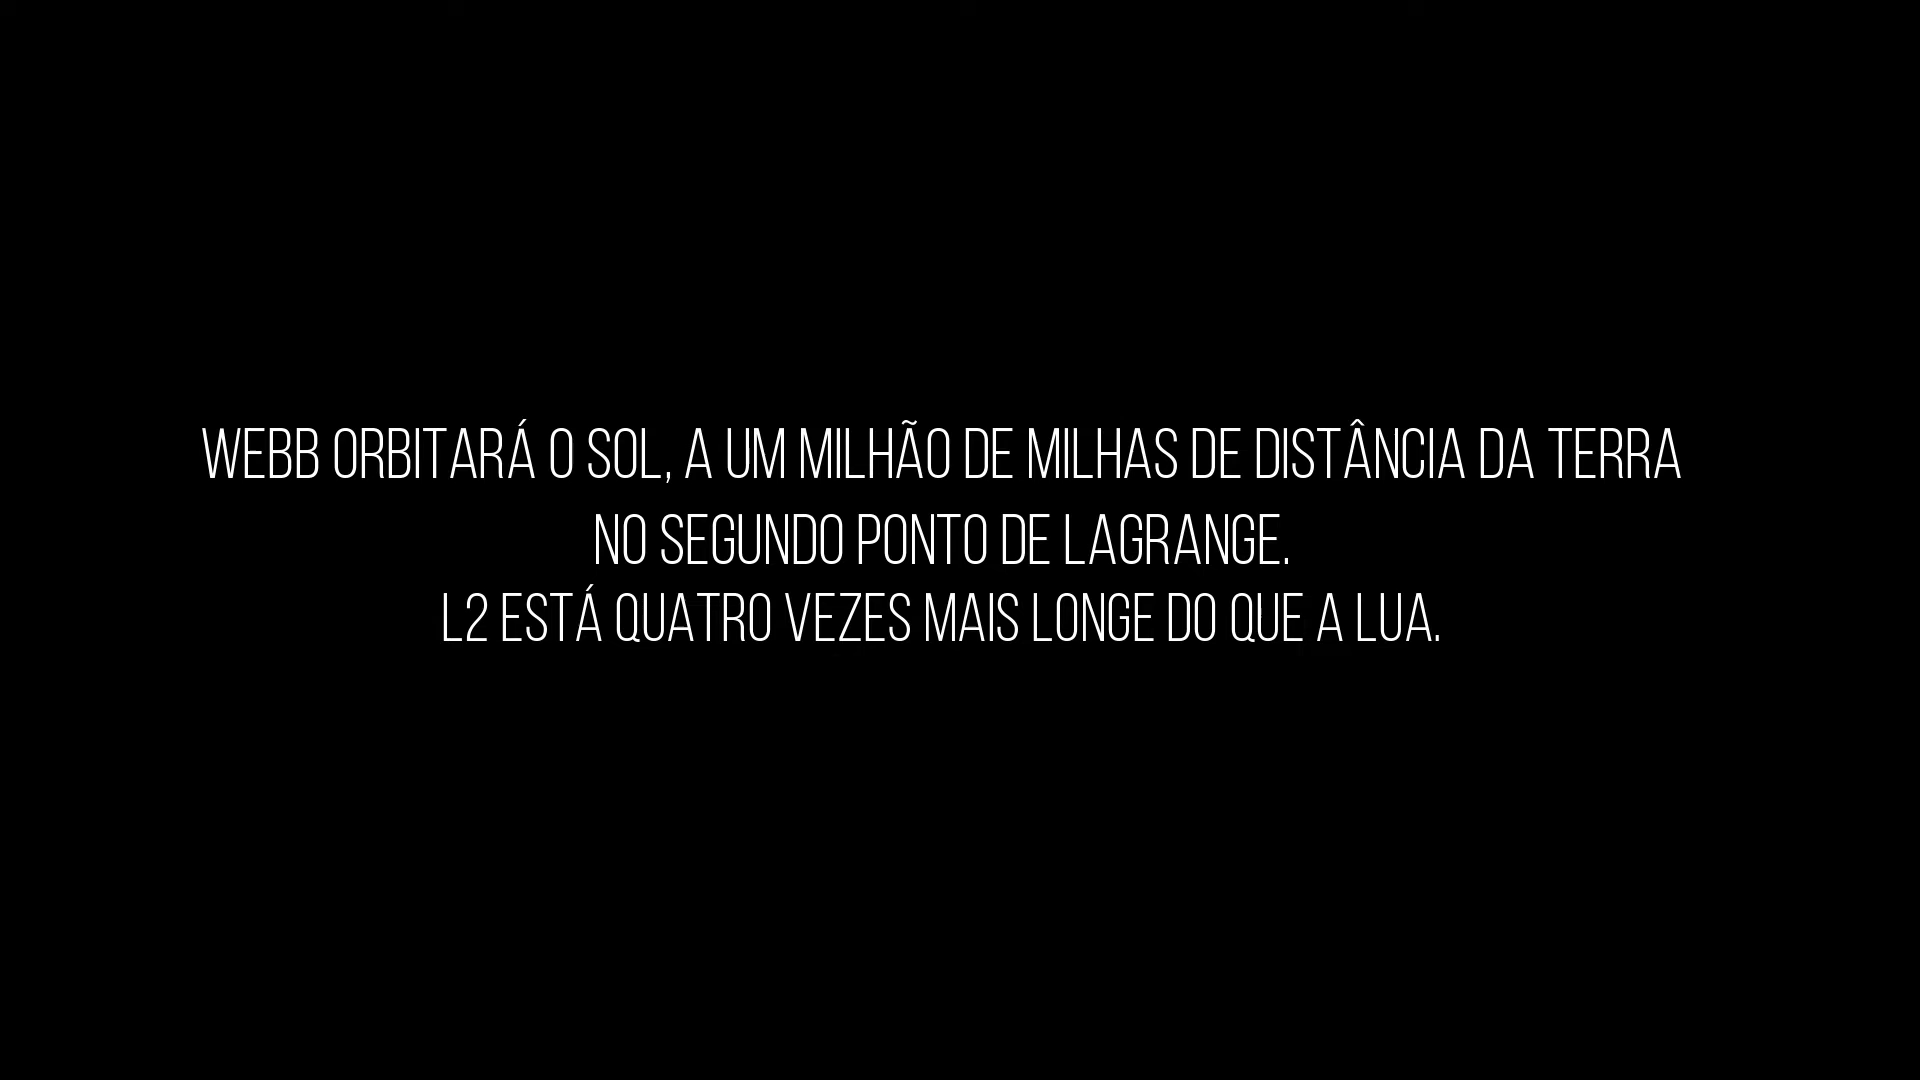 WEBB ORBITARÁ O SOL, A UM MILHÃO DE MILHAS DE DISTÂNCIA DA TERRA
NO SEGUNDO PONTO DE LAGRANGE.
L2 ESTÁ QUATRO VEZES MAIS LONGE DO QUE A LUA.